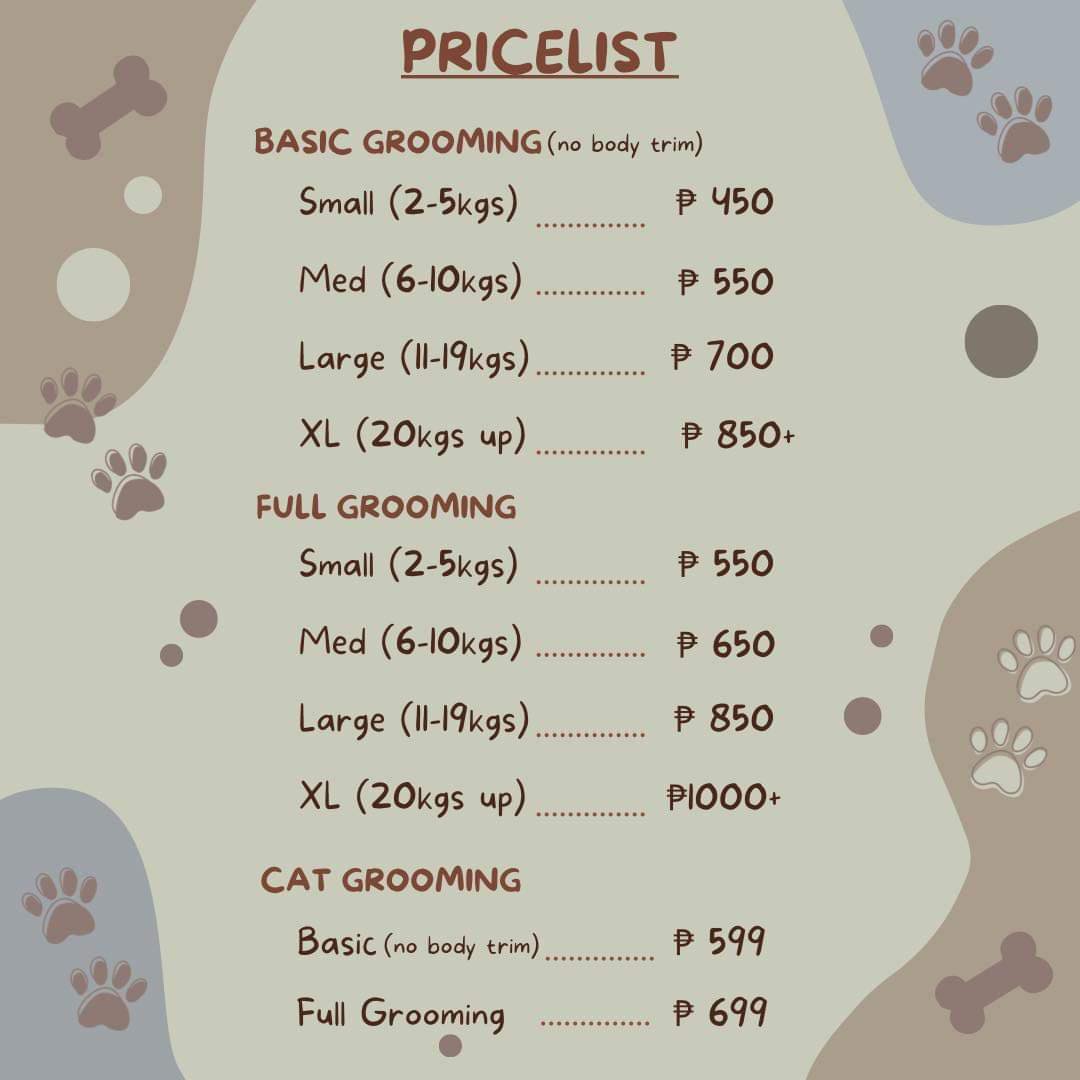 PRICELIST
BASIC GROOMING (no body trim)
Small (2-5kgs) .............. ₱ 450
Med (6-10kgs) .............. ₱ 550
Large (11-19kgs) .............. ₱ 700
XL (20kgs up) .............. ₱ 850+
FULL GROOMING
Small (2-5kgs) .............. ₱ 550
Med (6-10kgs) .............. ₱ 650
Large (11-19kgs) .............. ₱ 850
XL (20kgs up) .............. ₱1000+
CAT GROOMING
Basic (no body trim) .............. ₱ 599
Full Grooming .............. ₱ 699